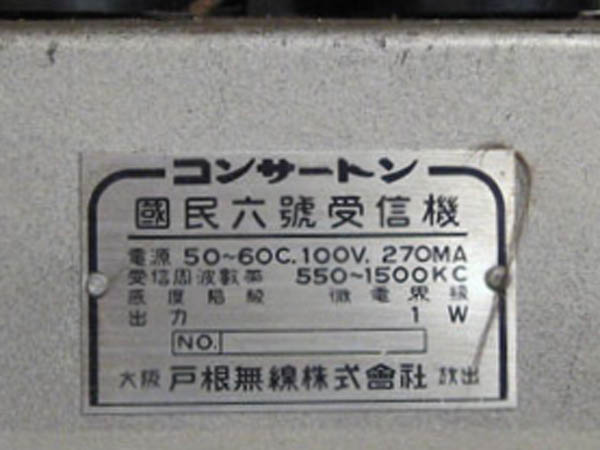 コンサートン
國民六號受信機
電源 50~60C. 100V. 270MA
受信周波數帯 550~1500KC
感度階級 微電界級
出力 1 W
NO.
大阪 戸根無線株式會社 放出